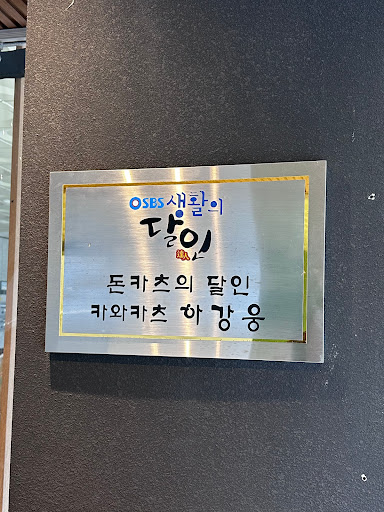 SBS 생활의
달인
達人
돈카츠의 달인
카와카츠 하강웅